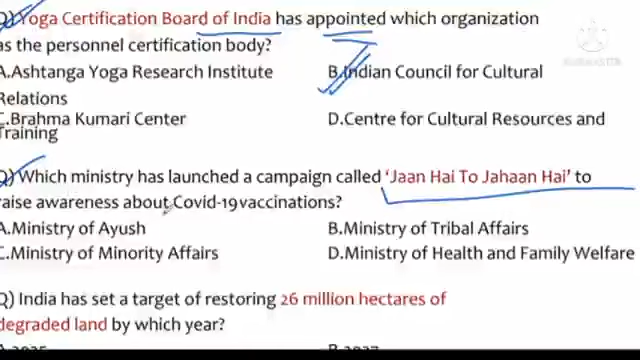 Q) Yoga Certification Board of India has appointed which organization
as the personnel certification body?
A.Ashtanga Yoga Research Institute B.Indian Council for Cultural
Relations
C.Brahma Kumari Center D.Centre for Cultural Resources and
Training
Q) Which ministry has launched a campaign called ‘Jaan Hai To Jahaan Hai’ to
raise awareness about Covid-19vaccinations?
A.Ministry of Ayush B.Ministry of Tribal Affairs
C.Ministry of Minority Affairs D.Ministry of Health and Family Welfare
Q) India has set a target of restoring 26 million hectares of
degraded land by which year?